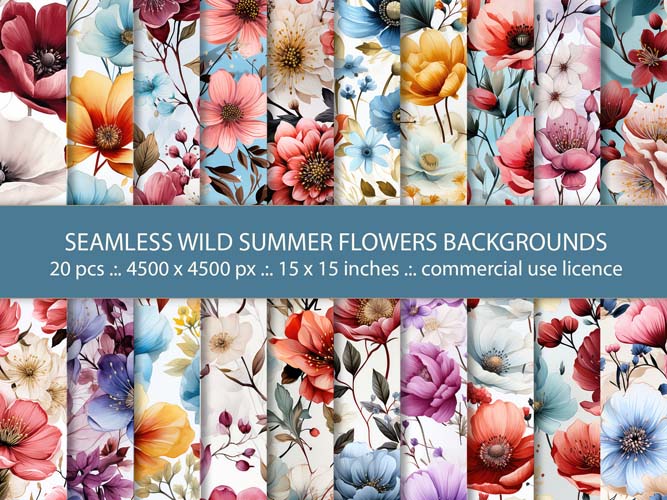 SEAMLESS WILD SUMMER FLOWERS BACKGROUNDS
20 pcs .:. 4500 x 4500 px .:. 15 x 15 inches .:. commercial use licence